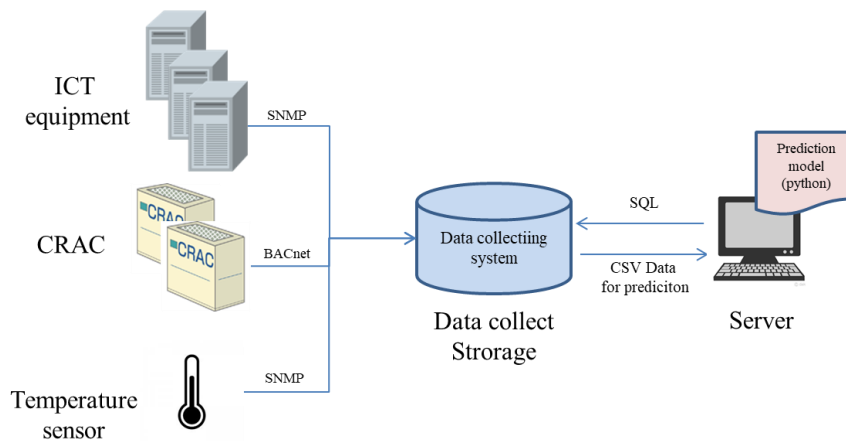 ICT
equipment
SNMP
CRAC
CRAC
CRAC
BACnet
Temperature
sensor
SNMP
Data collectiing
system
Data collect
Strorage
SQL
CSV Data
for prediciton
Prediction
model
(python)
Server